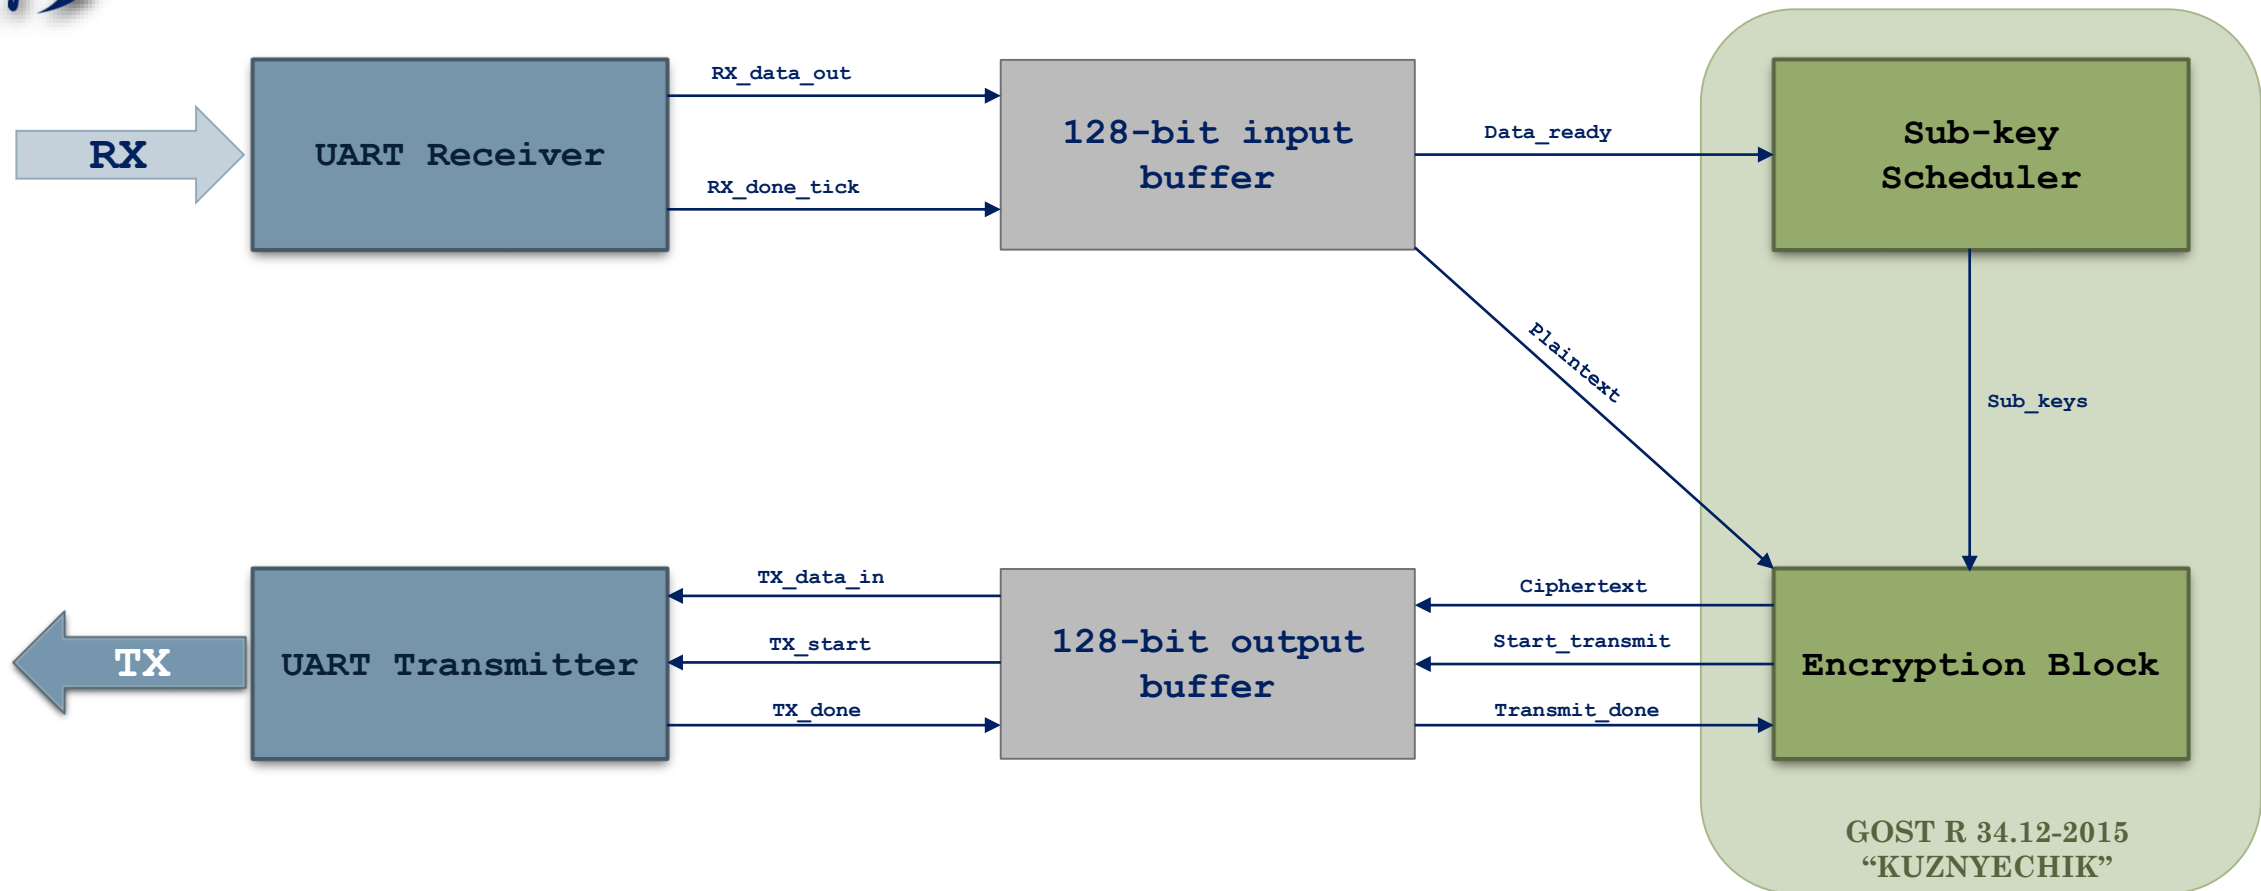 RX
UART Receiver
RX_data_out
RX_done_tick
128-bit input
buffer
Data_ready
Sub-key
Scheduler
Plaintext
Sub_keys
TX
UART Transmitter
TX_data_in
TX_start
TX_done
128-bit output
buffer
Ciphertext
Start_transmit
Transmit_done
Encryption Block
GOST R 34.12-2015
“KUZNYECHIK”